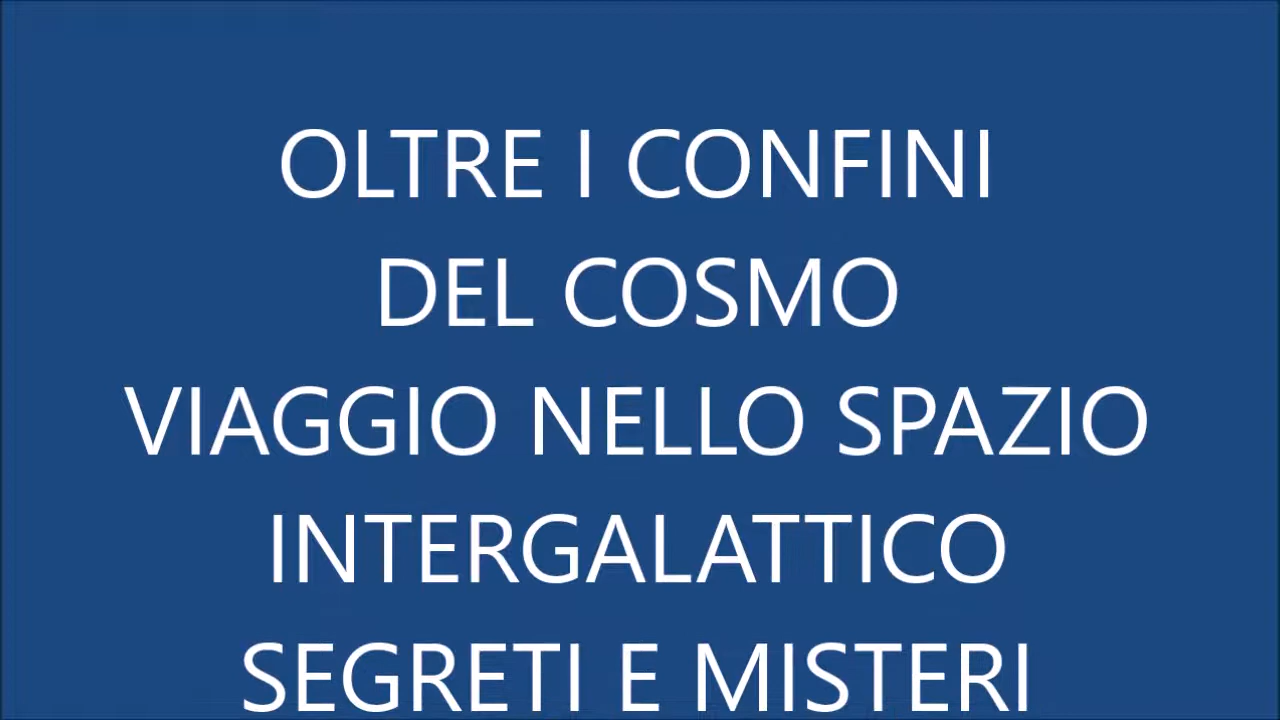 OLTRE I CONFINI
DEL COSMO
VIAGGIO NELLO SPAZIO
INTERGALATTICO
SEGRETI E MISTERI